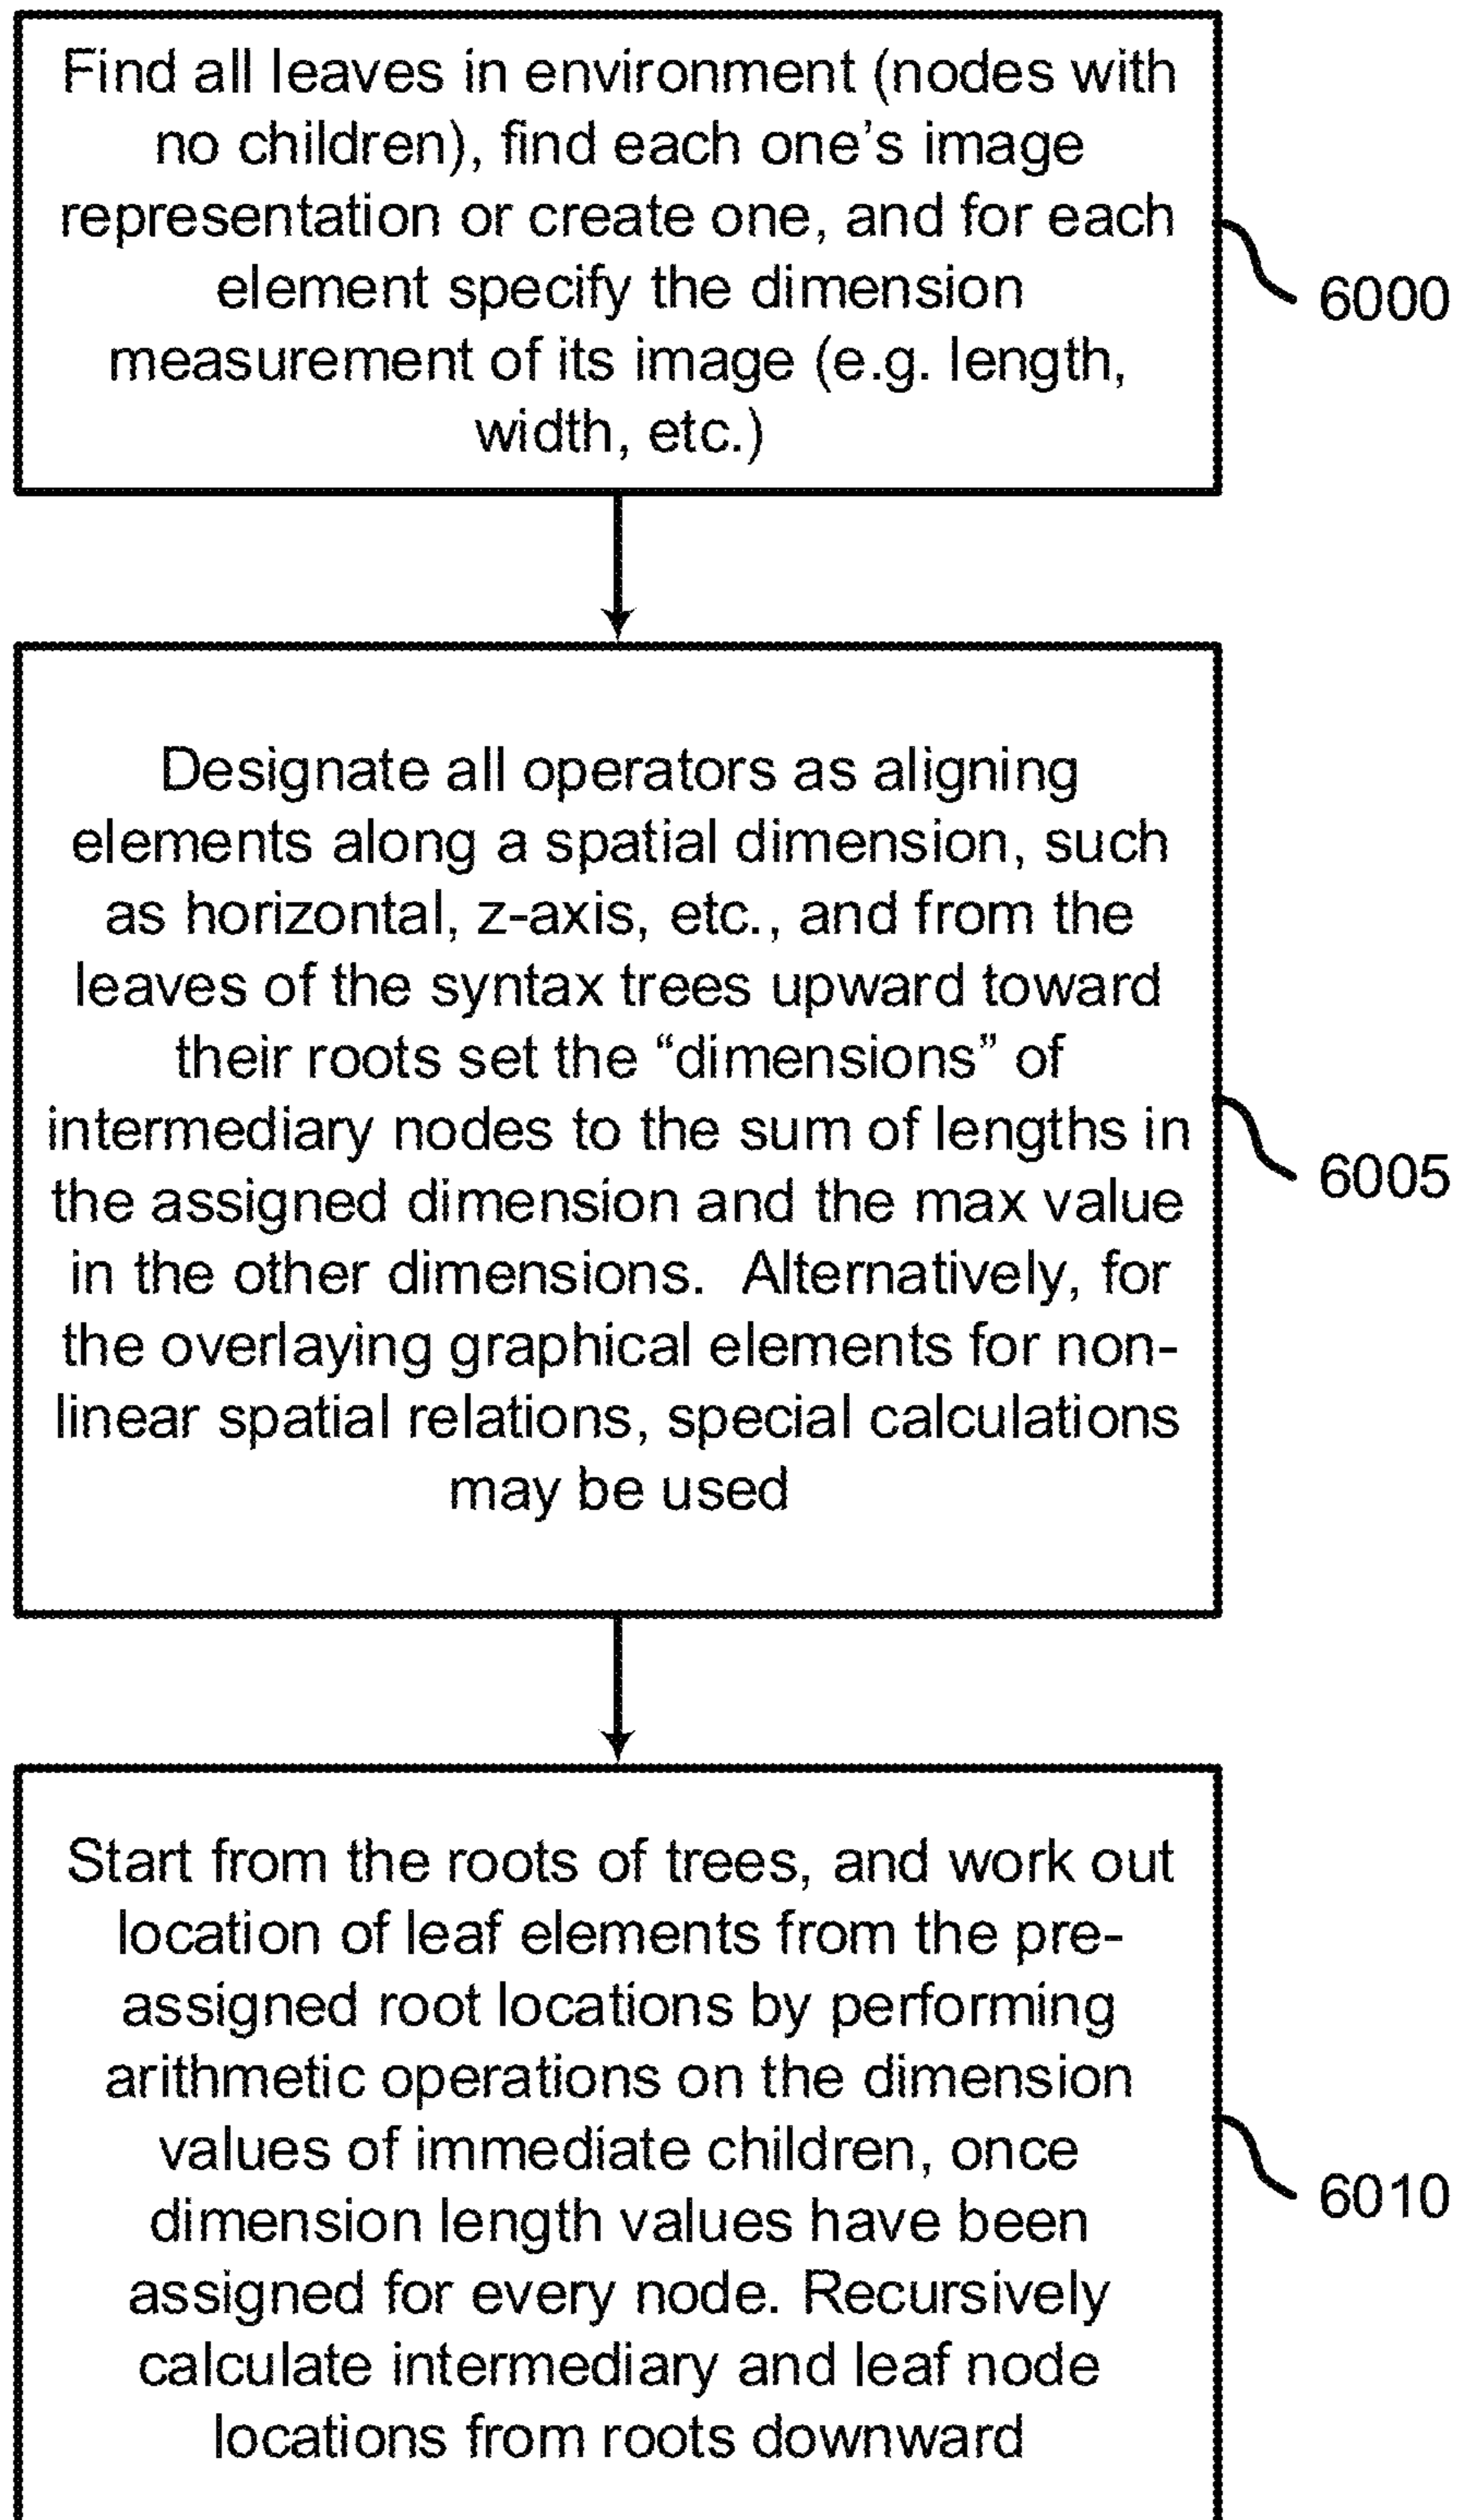 Find all leaves in environment (nodes with
no children), find each one's image
representation or create one, and for each
element specify the dimension
measurement of its image (e.g. length,
width, etc.)
6000
Designate all operators as aligning
elements along a spatial dimension, such
as horizontal, z-axis, etc., and from the
leaves of the syntax trees upward toward
their roots set the “dimensions” of
intermediary nodes to the sum of lengths in
the assigned dimension and the max value
in the other dimensions.  Alternatively, for
the overlaying graphical elements for non-
linear spatial relations, special calculations
may be used
6005
Start from the roots of trees, and work out
location of leaf elements from the pre-
assigned root locations by performing
arithmetic operations on the dimension
values of immediate children, once
dimension length values have been
assigned for every node. Recursively
calculate intermediary and leaf node
locations from roots downward
6010